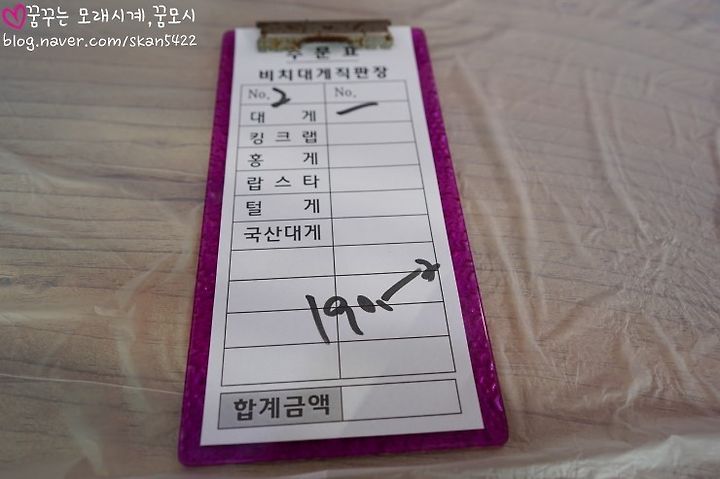 꿈꾸는 모래시계,꿈모시
blog.naver.com/skan5422
주 문 표
비치대게직판장
No. 2 No.
대 게 一
킹 크 랩
홍 게
랍 스 타
털 게
국산대게
합계금액